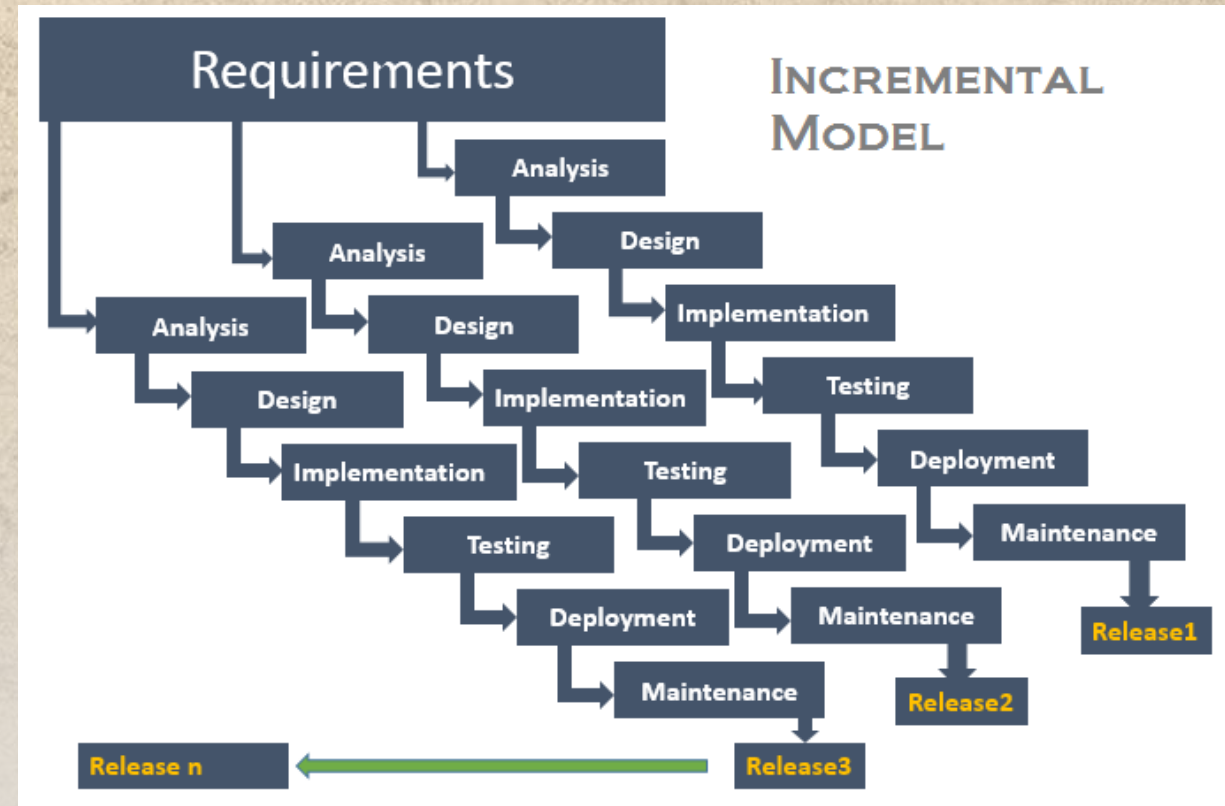 Requirements
INCREMENTAL
MODEL
Analysis
Design
Implementation
Testing
Deployment
Maintenance
Release1
Analysis
Design
Implementation
Testing
Deployment
Maintenance
Release2
Analysis
Design
Implementation
Testing
Deployment
Maintenance
Release3
Release n